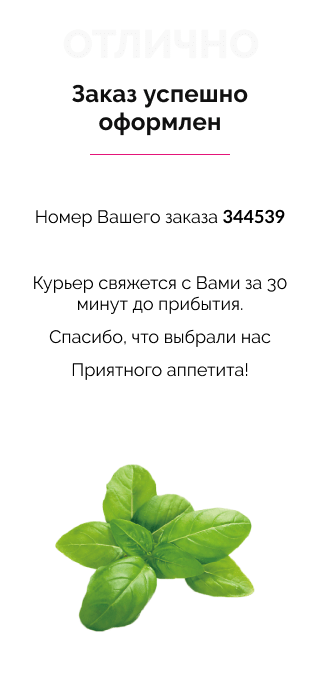 ОТЛИЧНО
Заказ успешно
оформлен
Номер Вашего заказа 344539
Курьер свяжется с Вами за 30
минут до прибытия.
Спасибо, что выбрали нас
Приятного аппетита!